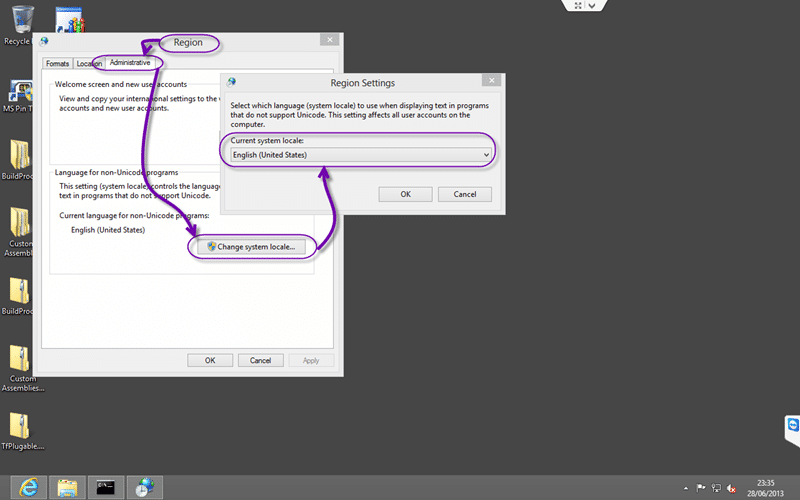 Recycle
MS Pin T
BuildProd
Custom
Assembl
BuildProc
Custom
Assemblies...
TfPlugable....
Region
Formats
Location
Administrative
Welcome screen and new user accounts
View and copy your international settings to the
accounts and new user accounts.
Language for non-Unicode programs
This setting (system locale) controls the language
text in programs that do not support Unicode.
Current language for non-Unicode programs:
English (United States)
Change system locale...
OK
Cancel
Apply
Region Settings
Select which language (system locale) to use when displaying text in programs
that do not support Unicode. This setting affects all user accounts on the
computer.
Current system locale:
English (United States)
OK
Cancel
23:35
28/06/2013